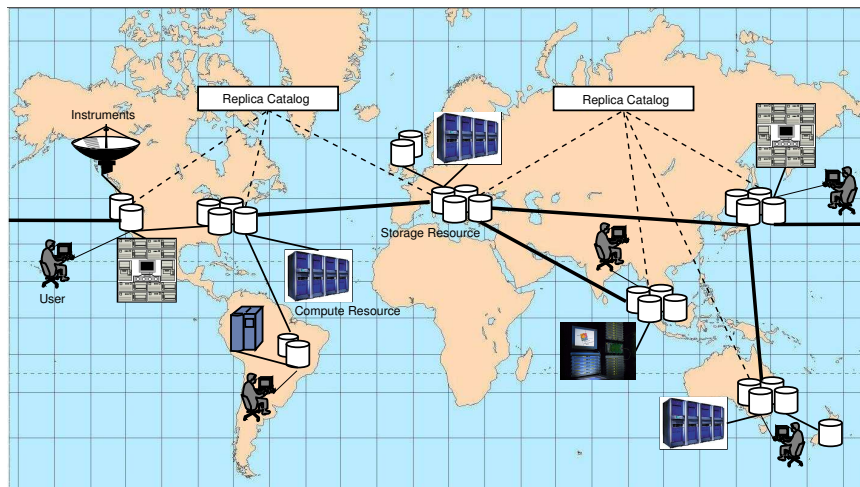 Replica Catalog
Replica Catalog
Instruments
Storage Resource
User
Compute Resource